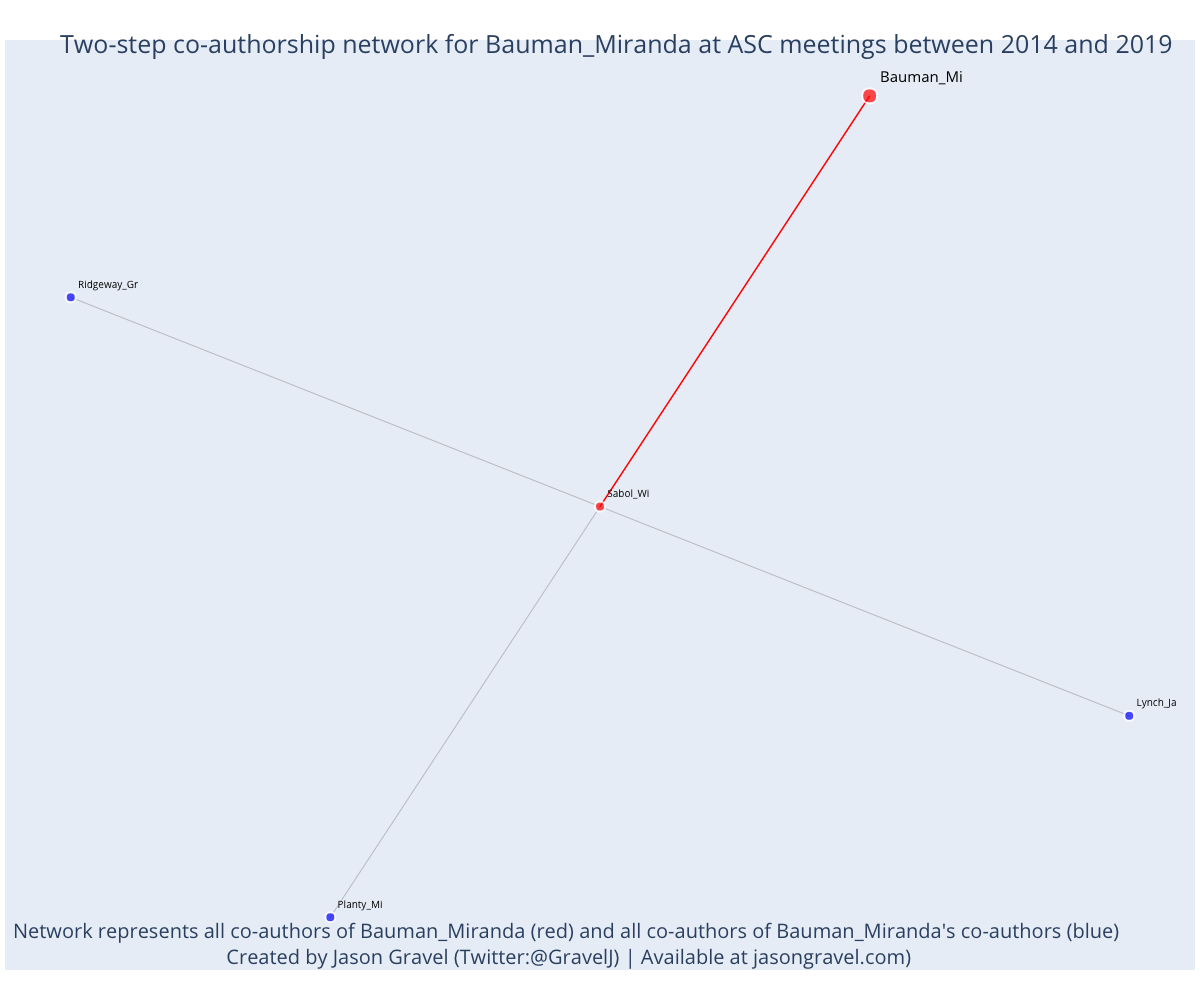 Two-step co-authorship network for Bauman_Miranda at ASC meetings between 2014 and 2019
Bauman_Mi
Ridgeway_Gr
Sabol_Wi
Lynch_Ja
Planty_Mi
Network represents all co-authors of Bauman_Miranda (red) and all co-authors of Bauman_Miranda's co-authors (blue)
Created by Jason Gravel (Twitter:@GravelJ) | Available at jasongravel.com)